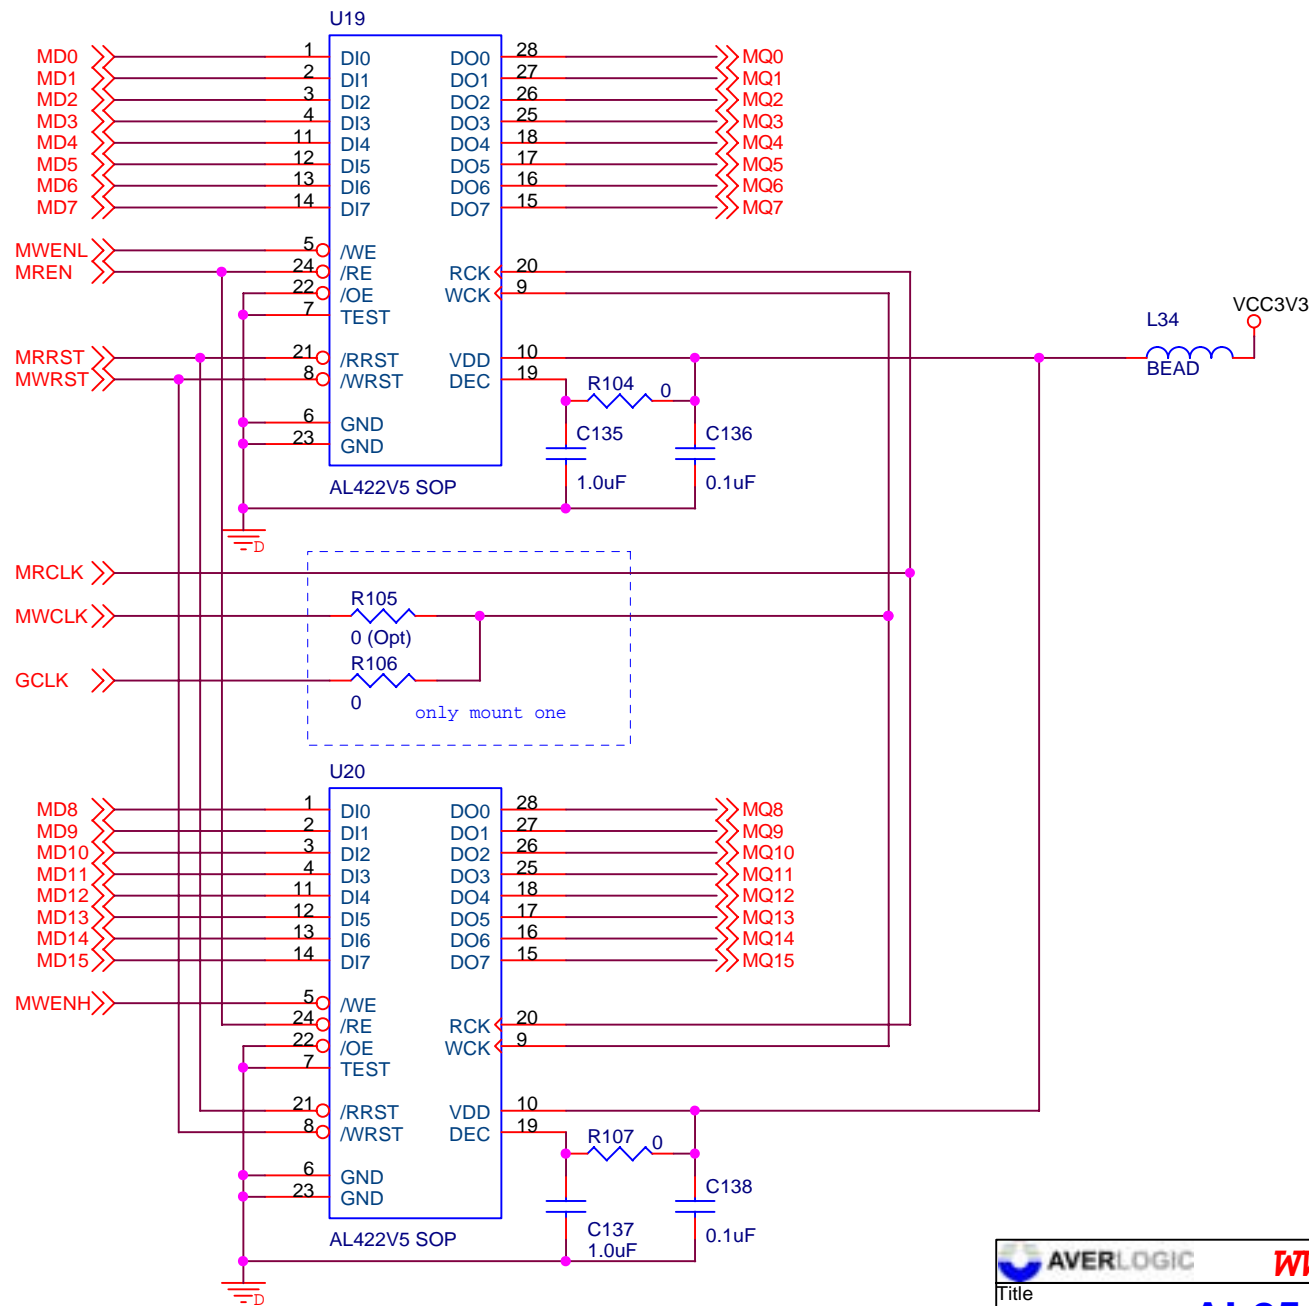 U19
MD0 1 DI0 DO0 28 MQ0
MD1 2 DI1 DO1 27 MQ1
MD2 3 DI2 DO2 26 MQ2
MD3 4 DI3 DO3 25 MQ3
MD4 11 DI4 DO4 18 MQ4
MD5 12 DI5 DO5 17 MQ5
MD6 13 DI6 DO6 16 MQ6
MD7 14 DI7 DO7 15 MQ7
MWENL 5 /WE
MREN 24 /RE RCK 20
22 /OE WCK 9
7 TEST
VCC3V3
L34
BEAD
MRRST 21 /RRST VDD 10
MWRST 8 /WRST DEC 19
R104 0
6 GND
23 GND
C135 C136
1.0uF 0.1uF
AL422V5 SOP
D
MRCLK
R105
MWCLK
0 (Opt)
R106
GCLK
0
only mount one
U20
MD8 1 DI0 DO0 28 MQ8
MD9 2 DI1 DO1 27 MQ9
MD10 3 DI2 DO2 26 MQ10
MD11 4 DI3 DO3 25 MQ11
MD12 11 DI4 DO4 18 MQ12
MD13 12 DI5 DO5 17 MQ13
MD14 13 DI6 DO6 16 MQ14
MD15 14 DI7 DO7 15 MQ15
MWENH 5 /WE
24 /RE RCK 20
22 /OE WCK 9
7 TEST
21 /RRST VDD 10
8 /WRST DEC 19
R107 0
6 GND
23 GND
C138
C137 0.1uF
1.0uF
AL422V5 SOP
D
AVERLOGIC
Title